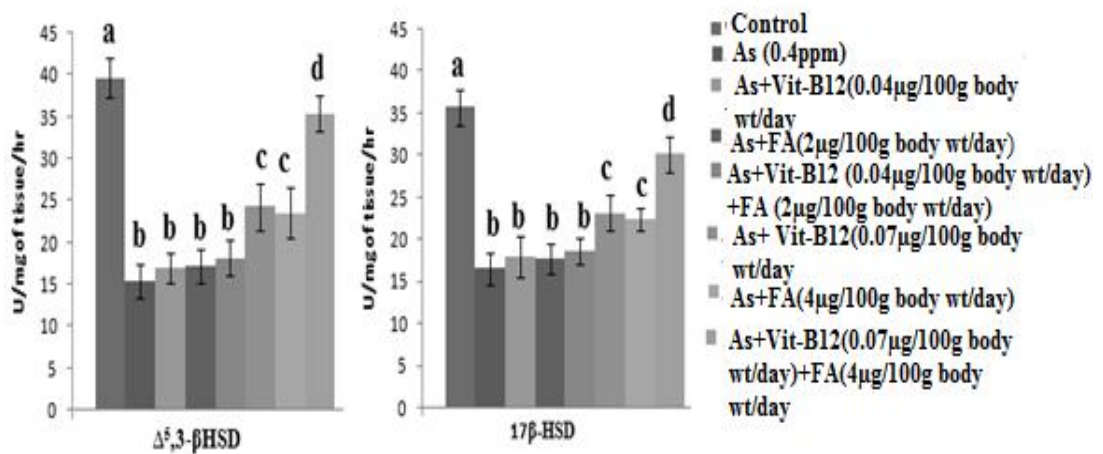 U/mg of tissue/hr
45
40
35
30
25
20
15
10
5
0
a
b
b
b
b
c
c
d
Δ⁵,3-βHSD
U/mg of tissue/hr
45
40
35
30
25
20
15
10
5
0
a
b
b
b
b
c
c
d
17β-HSD
Control
As (0.4ppm)
As+Vit-B12(0.04µg/100g body
wt/day
As+FA(2µg/100g body wt/day)
As+Vit-B12 (0.04µg/100g body wt/day)
+FA (2µg/100g body wt/day)
As+ Vit-B12(0.07µg/100g body
wt/day
As+FA(4µg/100g body wt/day)
As+Vit-B12(0.07µg/100g body
wt/day)+FA(4µg/100g body
wt/day